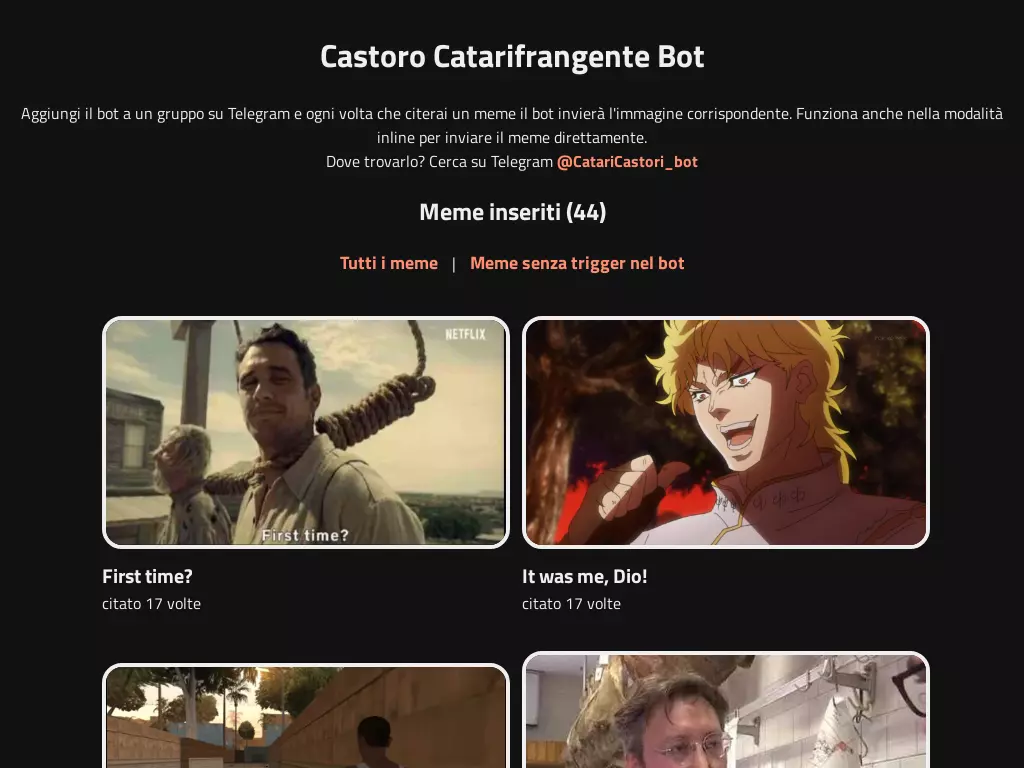 Castoro Catarifrangente Bot
Aggiungi il bot a un gruppo su Telegram e ogni volta che citerai un meme il bot invierà l'immagine corrispondente. Funziona anche nella modalità
inline per inviare il meme direttamente.
Dove trovarlo? Cerca su Telegram @CatariCastori_bot
Meme inseriti (44)
Tutti i meme | Meme senza trigger nel bot
NETFLIX
First time?
First time?
citato 17 volte
It was me, Dio!
citato 17 volte